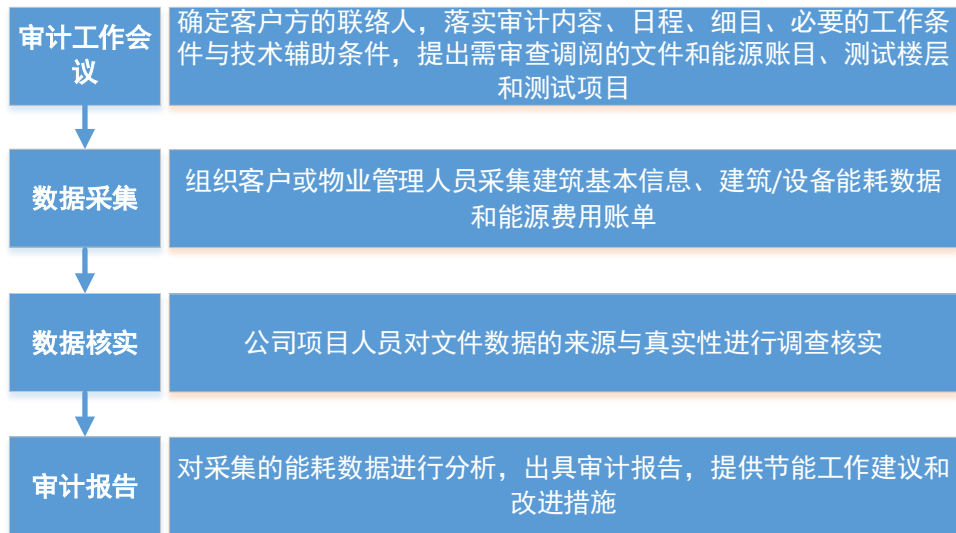 审计工作会
议
确定客户方的联络人，落实审计内容、日程、细目、必要的工作条
件与技术辅助条件，提出需审查调阅的文件和能源账目、测试楼层
和测试项目
数据采集
组织客户或物业管理人员采集建筑基本信息、建筑/设备能耗数据
和能源费用账单
数据核实
公司项目人员对文件数据的来源与真实性进行调查核实
审计报告
对采集的能耗数据进行分析，出具审计报告，提供节能工作建议和
改进措施